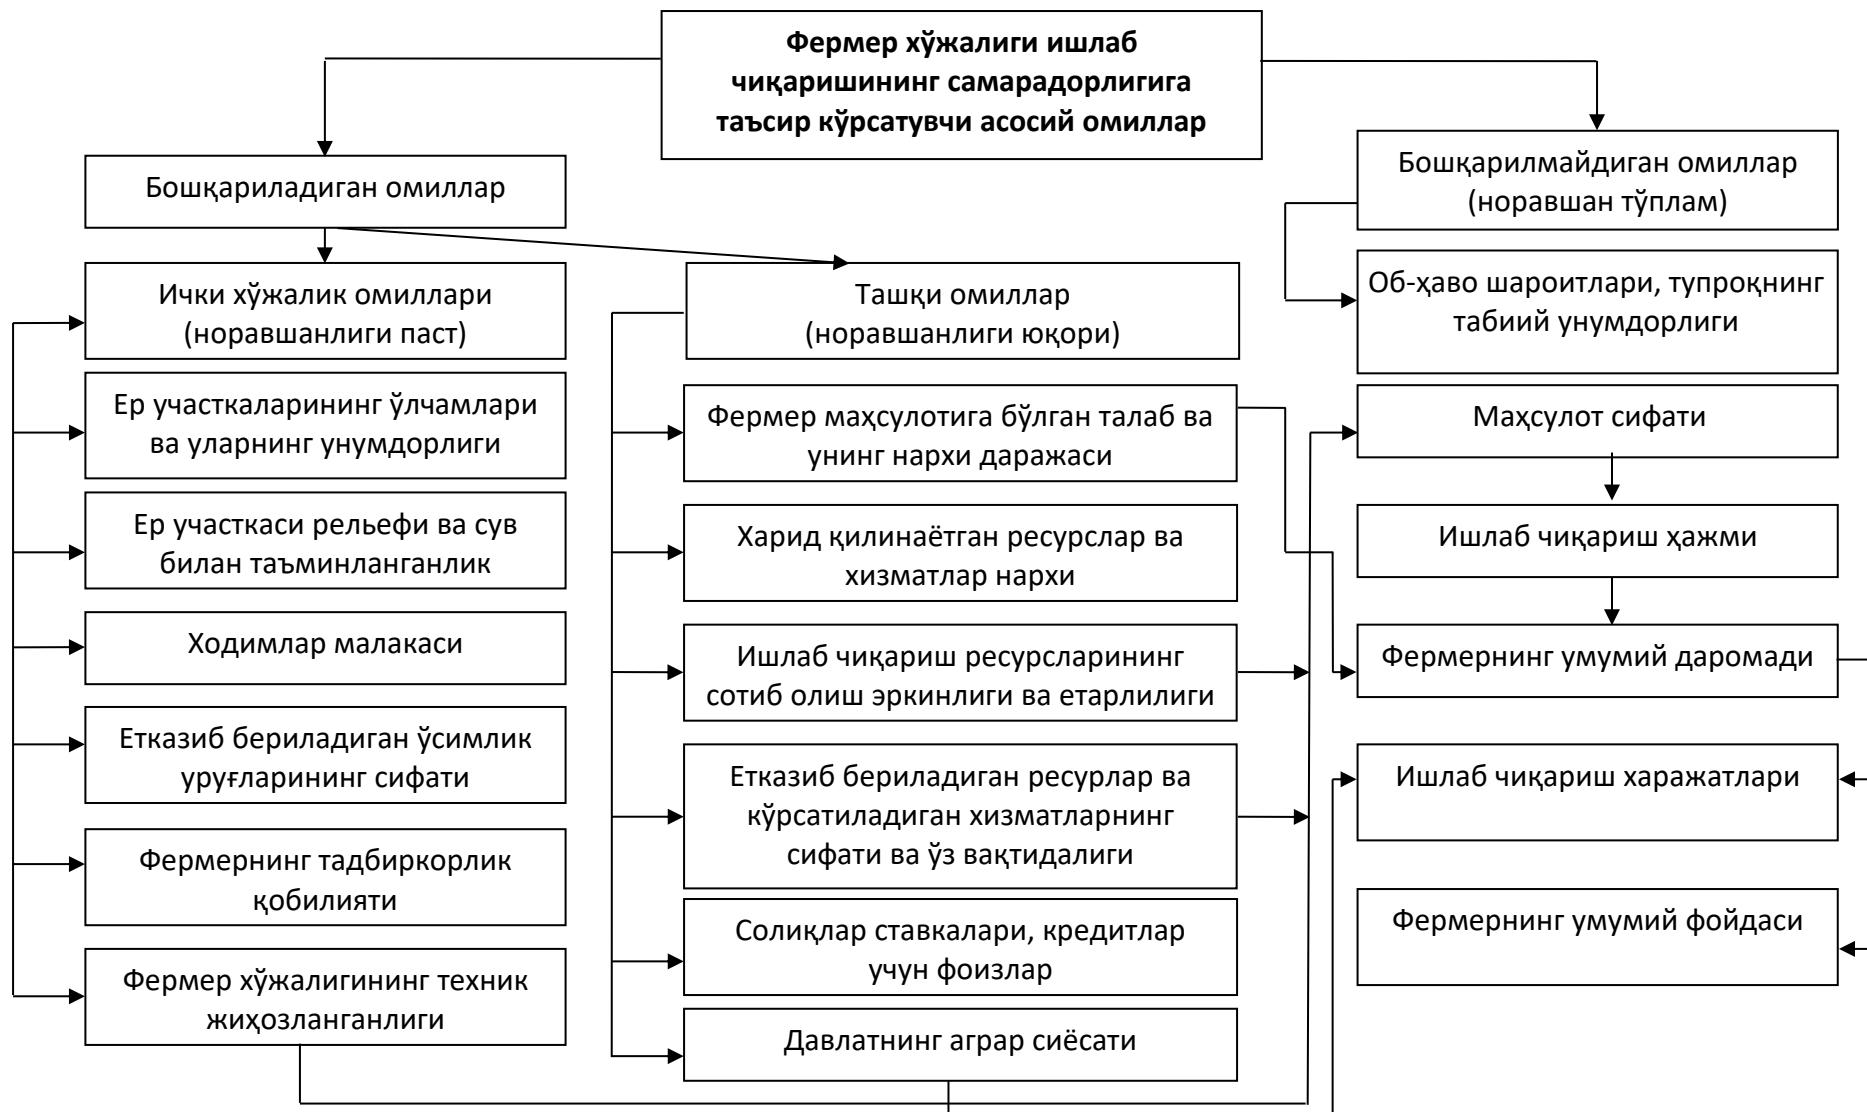 Фермер хўжалиги ишлаб
чиқаришининг самарадорлигига
таъсир кўрсатувчи асосий омиллар
Бошқариладиган омиллар
Бошқарилмайдиган омиллар
(норавшан тўплам)
Ички хўжалик омиллари
(норавшанлиги паст)
Ташқи омиллар
(норавшанлиги юқори)
Об-ҳаво шароитлари, тупроқнинг
табиий унумдорлиги
Ер участкаларининг ўлчамлари
ва уларнинг унумдорлиги
Фермер маҳсулотига бўлган талаб ва
унинг нархи даражаси
Маҳсулот сифати
Ер участкаси рельефи ва сув
билан таъминланганлик
Харид қилинаётган ресурслар ва
хизматлар нархи
Ишлаб чиқариш ҳажми
Ходимлар малакаси
Ишлаб чиқариш ресурсларининг
сотиб олиш эркинлиги ва етарлилиги
Фермернинг умумий даромади
Етказиб бериладиган ўсимлик
уруғларининг сифати
Етказиб бериладиган ресурлар ва
кўрсатиладиган хизматларнинг
сифати ва ўз вақтидалиги
Ишлаб чиқариш харажатлари
Фермернинг тадбиркорлик
қобилияти
Солиқлар ставкалари, кредитлар
учун фоизлар
Фермернинг умумий фойдаси
Фермер хўжалигининг техник
жиҳозланганлиги
Давлатнинг аграр сиёсати